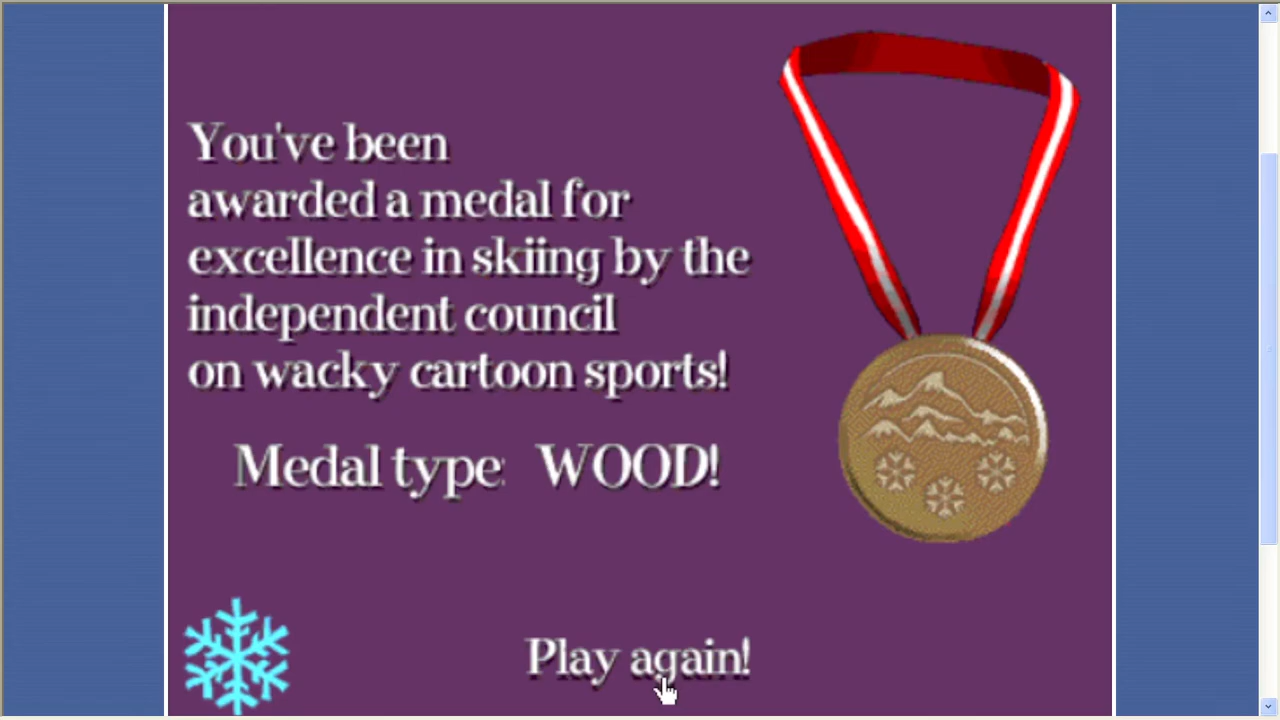 You've been
awarded a medal for
excellence in skiing by the
independent council
on wacky cartoon sports!
Medal type: WOOD!
Play again!